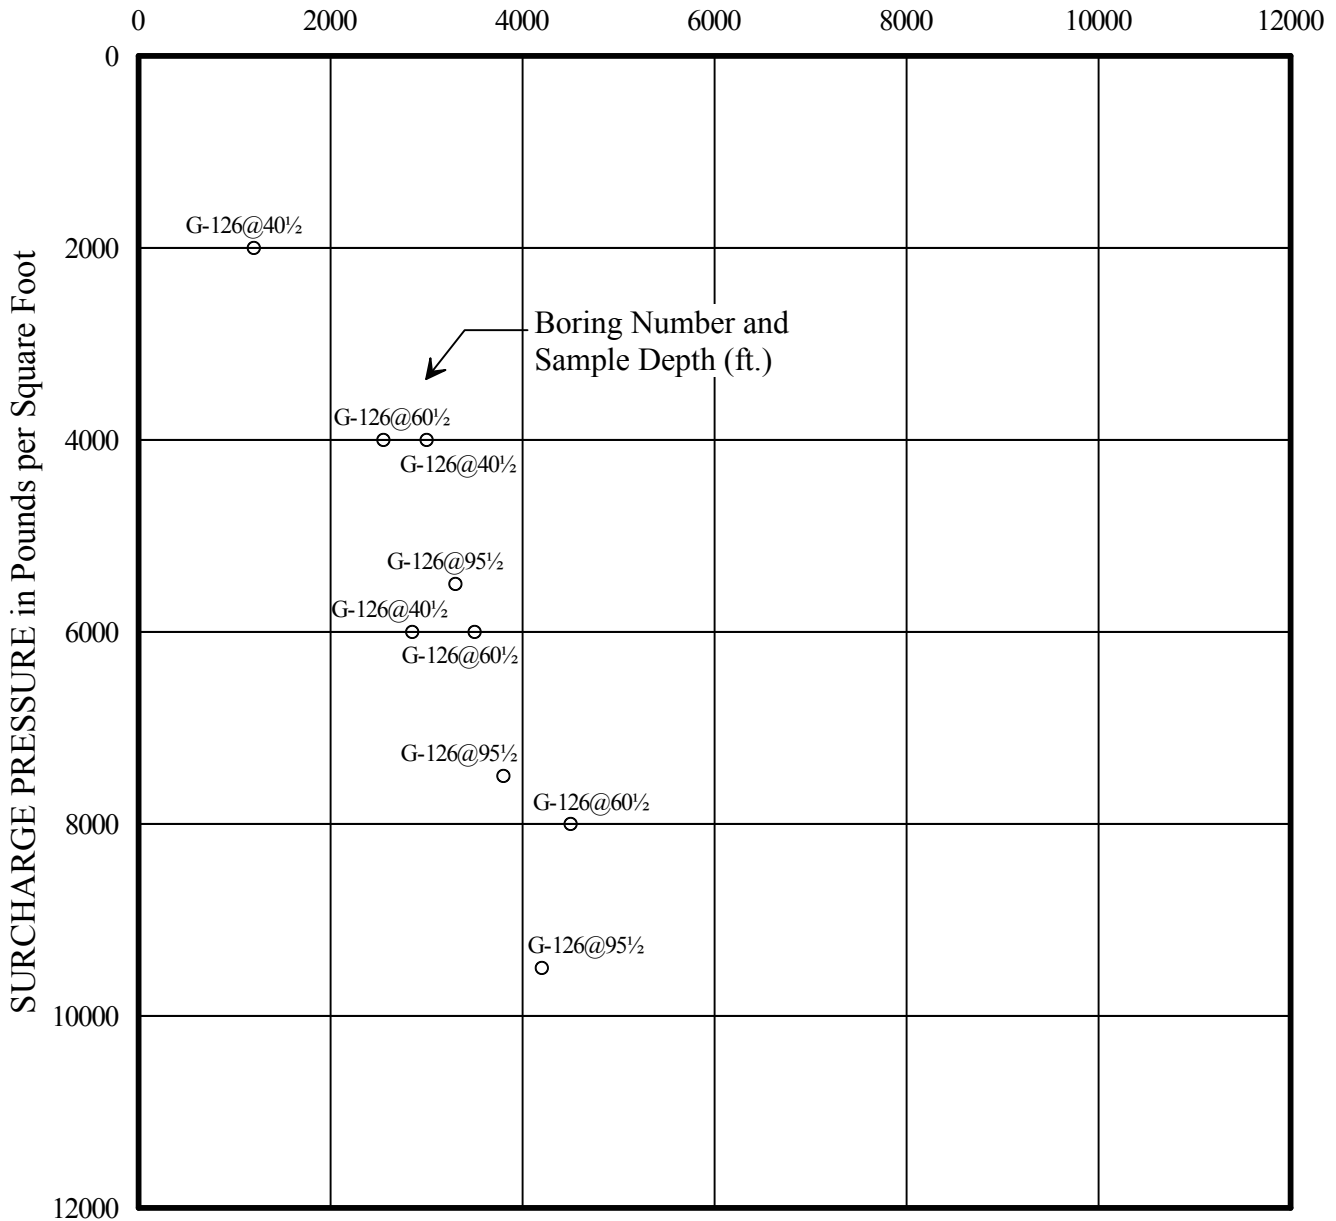 0 2000 4000 6000 8000 10000 12000
0
G-126@40½
2000
Boring Number and
Sample Depth (ft.)
G-126@60½
4000
G-126@40½
G-126@95½
G-126@40½
6000
G-126@60½
G-126@95½
G-126@60½
8000
G-126@95½
10000
12000
SURCHARGE PRESSURE in Pounds per Square Foot